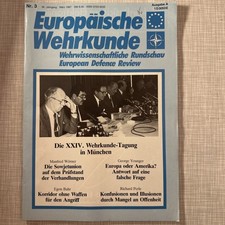 Nr. 3
Europäische
Wehrkunde
Wehrwissenschaftliche Rundschau
European Defence Review
Die XXIV. Wehrkunde-Tagung
in München
Manfred Wörner
Die Sowjetunion
auf dem Prüfstand
der Verhandlungen
George Younger
Europa oder Amerika?
Antwort auf eine
falsche Frage
Egon Bahr
Korridor ohne Waffen
für den Angriff
Richard Perle
Konfusionen und Illusionen
durch Mangel an Offenheit